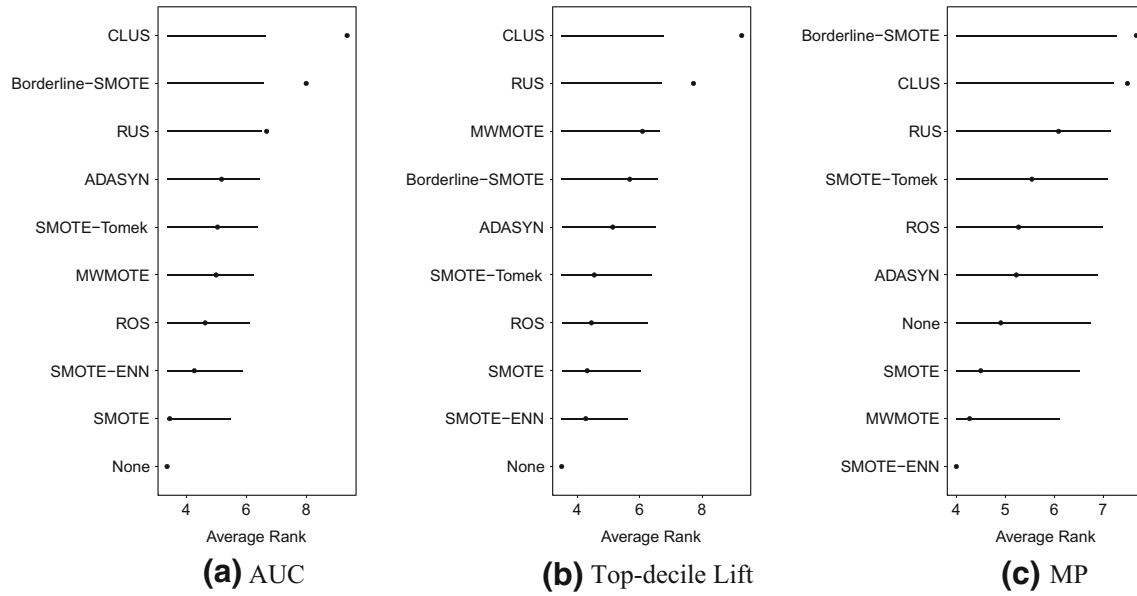 CLUS
Borderline−SMOTE
RUS
ADASYN
SMOTE−Tomek
MWMOTE
ROS
SMOTE−ENN
SMOTE
None
4 6 8
Average Rank
(a) AUC
CLUS
RUS
MWMOTE
Borderline−SMOTE
ADASYN
SMOTE−Tomek
ROS
SMOTE
SMOTE−ENN
None
4 6 8
Average Rank
(b) Top-decile Lift
Borderline−SMOTE
CLUS
RUS
SMOTE−Tomek
ROS
ADASYN
None
SMOTE
MWMOTE
SMOTE−ENN
4 5 6 7
Average Rank
(c) MP